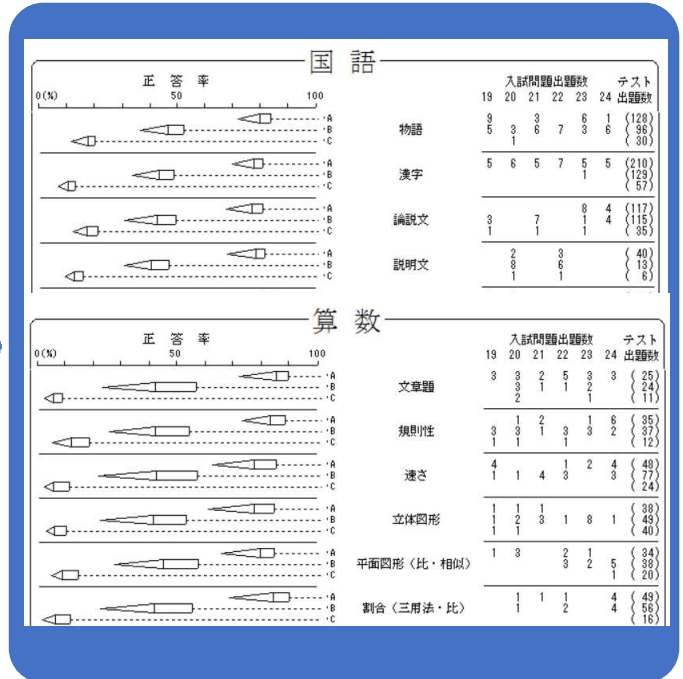 国 語
正 答 率 入試問題出題数 テスト
0(%) 50 100 19 20 21 22 23 24 出題数
･A 9 3 6 1 (128)
･B 物語 5 3 6 7 3 6 ( 96)
･C 1 ( 30)
･A 5 6 5 7 5 5 (210)
･B 漢字 1 (129)
･C ( 57)
･A 8 4 (117)
･B 論説文 3 7 1 4 (115)
･C 1 1 1 ( 35)
･A 2 3 ( 40)
･B 説明文 8 6 ( 13)
･C 1 1 ( 6)
算 数
正 答 率 入試問題出題数 テスト
0(%) 50 100 19 20 21 22 23 24 出題数
･A 3 3 2 5 3 3 ( 25)
･B 文章題 3 1 1 2 ( 24)
･C 2 1 ( 11)
･A 1 2 1 6 ( 35)
･B 規則性 3 3 1 3 3 2 ( 37)
･C 1 1 1 ( 12)
･A 4 1 2 4 ( 48)
･B 速さ 1 1 4 3 3 ( 77)
･C ( 24)
･A 1 1 1 ( 38)
･B 立体図形 1 2 3 1 8 1 ( 49)
･C 1 1 ( 40)
･A 1 3 2 1 ( 34)
･B 平面図形（比・相似） 3 2 5 ( 38)
･C 1 ( 20)
･A 1 1 1 4 ( 49)
･B 割合（三用法・比） 1 2 4 ( 56)
･C ( 16)